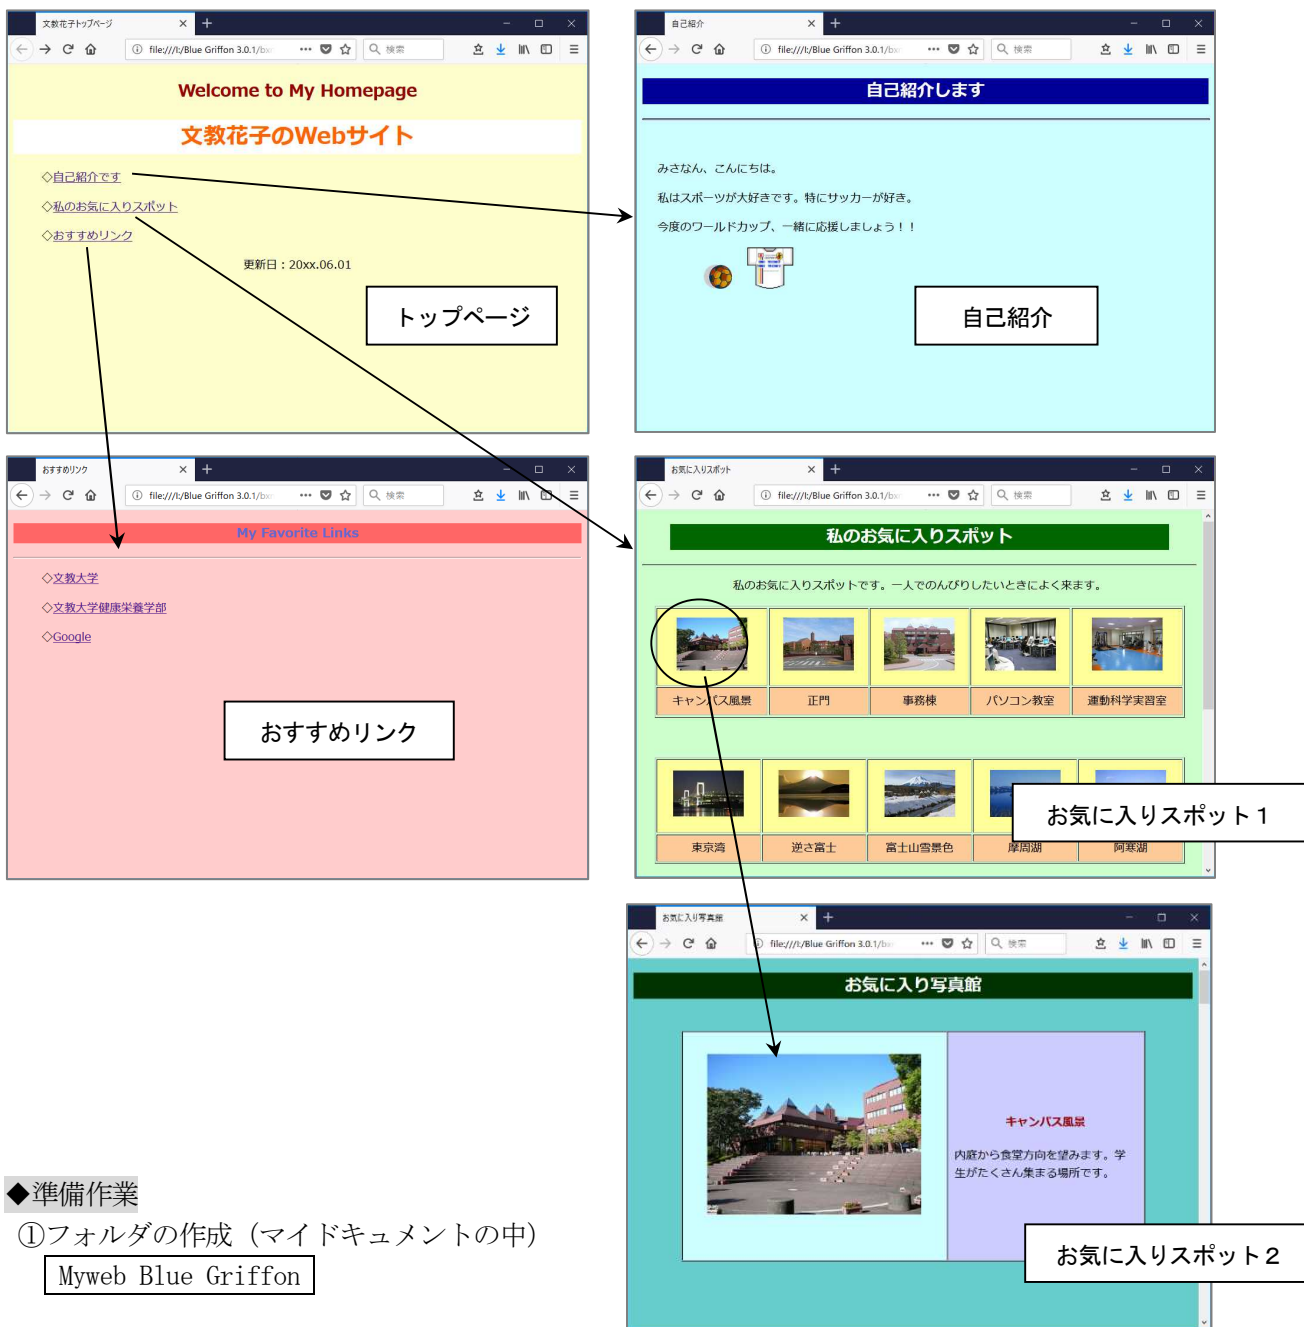 文教花子トップページ
file:///I:/Blue Griffon 3.0.1/
検索
Welcome to My Homepage
文教花子のWebサイト
◇自己紹介です
◇私のお気に入りスポット
◇おすすめリンク
更新日：20xx.06.01
トップページ
自己紹介
file:///I:/Blue Griffon 3.0.1/
検索
自己紹介します
みさなん、こんにちは。
私はスポーツが大好きです。特にサッカーが好き。
今度のワールドカップ、一緒に応援しましょう！！
自己紹介
おすすめリンク
file:///I:/Blue Griffon 3.0.1/
検索
My Favorite Links
◇文教大学
◇文教大学健康栄養学部
◇Google
おすすめリンク
お気に入りスポット
file:///I:/Blue Griffon 3.0.1/
検索
私のお気に入りスポット
私のお気に入りスポットです。一人でのんびりしたいときによく来ます。
キャンパス風景 正門 事務棟 パソコン教室 運動科学実習室
東京湾 逆さ富士 富士山雪景色 摩周湖 阿寒湖
お気に入りスポット１
お気に入り写真館
file:///I:/Blue Griffon 3.0.1/
検索
お気に入り写真館
キャンパス風景
内庭から食堂方向を望みます。学
生がたくさん集まる場所です。
お気に入りスポット２
◆準備作業
①フォルダの作成（マイドキュメントの中）
Myweb Blue Griffon